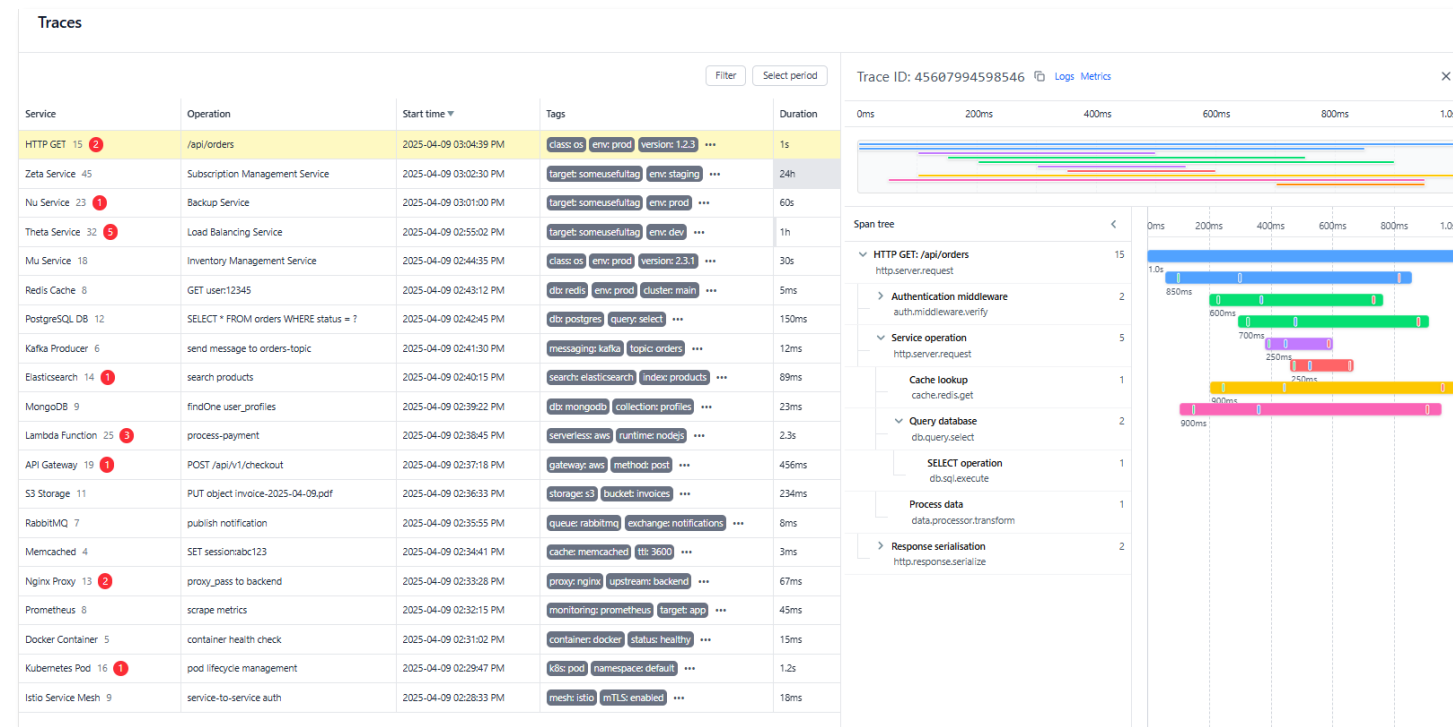 Traces
Filter Select period
Service Operation Start time ▼ Tags Duration
HTTP GET 15 2 /api/orders 2025-04-09 03:04:39 PM class: os env: prod version: 1.2.3 ••• 1s
Zeta Service 45 Subscription Management Service 2025-04-09 03:02:30 PM target: someusefultag env: staging ••• 24h
Nu Service 23 1 Backup Service 2025-04-09 03:01:00 PM target: someusefultag env: prod ••• 60s
Theta Service 32 5 Load Balancing Service 2025-04-09 02:55:02 PM target: someusefultag env: dev ••• 1h
Mu Service 18 Inventory Management Service 2025-04-09 02:44:35 PM class: os env: prod version: 2.3.1 ••• 30s
Redis Cache 8 GET user:12345 2025-04-09 02:43:12 PM db: redis env: prod cluster: main ••• 5ms
PostgreSQL DB 12 SELECT * FROM orders WHERE status = ? 2025-04-09 02:42:45 PM db: postgres query: select ••• 150ms
Kafka Producer 6 send message to orders-topic 2025-04-09 02:41:30 PM messaging: kafka topic: orders ••• 12ms
Elasticsearch 14 1 search products 2025-04-09 02:40:15 PM search: elasticsearch index: products ••• 89ms
MongoDB 9 findOne user_profiles 2025-04-09 02:39:22 PM db: mongodb collection: profiles ••• 23ms
Lambda Function 25 3 process-payment 2025-04-09 02:38:45 PM serverless: aws runtime: nodejs ••• 2.3s
API Gateway 19 1 POST /api/v1/checkout 2025-04-09 02:37:18 PM gateway: aws method: post ••• 456ms
S3 Storage 11 PUT object invoice-2025-04-09.pdf 2025-04-09 02:36:33 PM storage: s3 bucket: invoices ••• 234ms
RabbitMQ 7 publish notification 2025-04-09 02:35:55 PM queue: rabbitmq exchange: notifications ••• 8ms
Memcached 4 SET session:abc123 2025-04-09 02:34:41 PM cache: memcached ttl: 3600 ••• 3ms
Nginx Proxy 13 2 proxy_pass to backend 2025-04-09 02:33:28 PM proxy: nginx upstream: backend ••• 67ms
Prometheus 8 scrape metrics 2025-04-09 02:32:15 PM monitoring: prometheus target: app ••• 45ms
Docker Container 5 container health check 2025-04-09 02:31:02 PM container: docker status: healthy ••• 15ms
Kubernetes Pod 16 1 pod lifecycle management 2025-04-09 02:29:47 PM k8s: pod namespace: default ••• 1.2s
Istio Service Mesh 9 service-to-service auth 2025-04-09 02:28:33 PM mesh: istio mTLS: enabled ••• 18ms
Trace ID: 45607994598546 Logs Metrics
0ms 200ms 400ms 600ms 800ms 1.0s
Span tree
0ms 200ms 400ms 600ms 800ms 1.0s
HTTP GET: /api/orders 15
http.server.request
1.0s
850ms
Authentication middleware 2
auth.middleware.verify
600ms
Service operation 5
http.server.request
700ms
250ms
Cache lookup 1
cache.redis.get
250ms
900ms
Query database 2
db.query.select
900ms
SELECT operation 1
db.sql.execute
Process data 1
data.processor.transform
Response serialisation 2
http.response.serialize